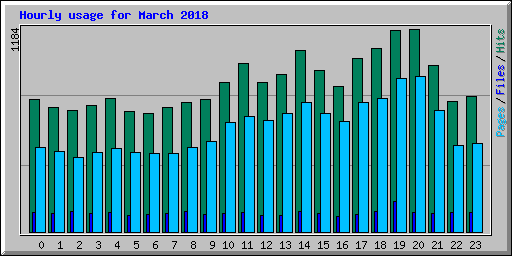 Hourly usage for March 2018
1184
Pages/Files/Hits
0 1 2 3 4 5 6 7 8 9 10 11 12 13 14 15 16 17 18 19 20 21 22 23